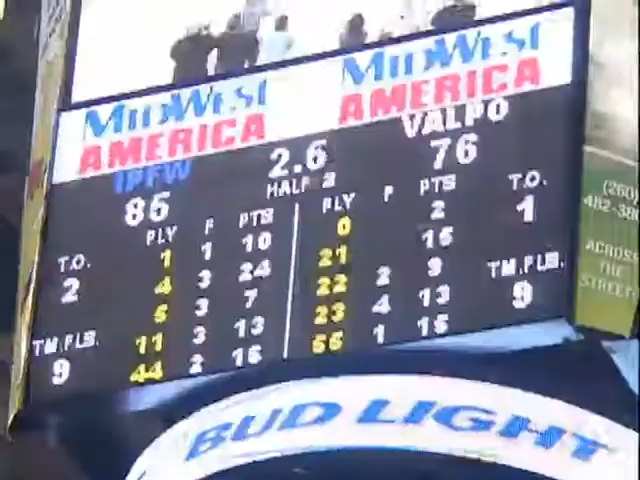 MIDWEST MIDWEST
AMERICA AMERICA
IPFW 2.6 VALPO
85 HALF 2 76
PLY F PTS PLY F PTS T.O.
1 1 10 0 2 1
T.O. 4 3 24 21 15
2 5 3 7 22 2 9 TM.FLS.
TM.FLS. 11 3 13 23 4 13 9
9 44 2 16 55 1 15
BUD LIGHT
(260)
ACROSS
THE
STREET